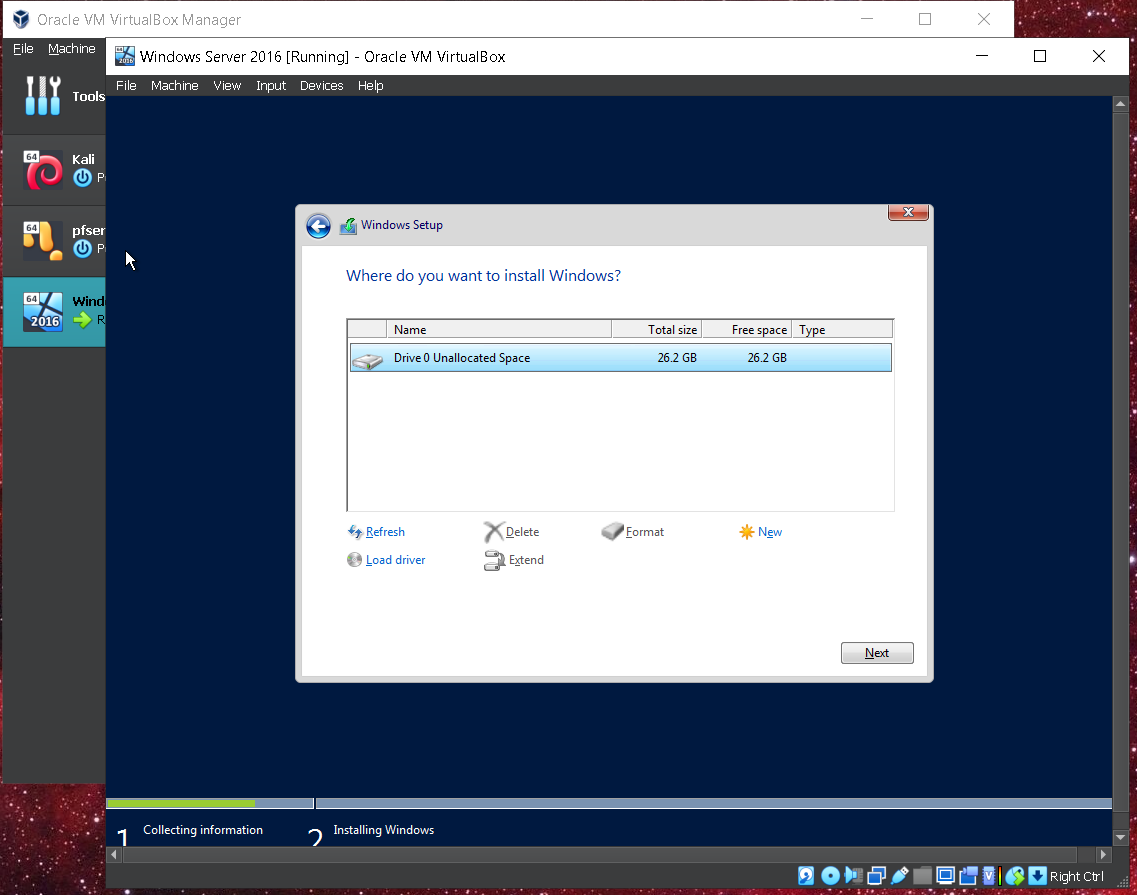 Oracle VM VirtualBox Manager
File Machine
Windows Server 2016 [Running] - Oracle VM VirtualBox
File Machine View Input Devices Help
Tools
64
Kali
P
64
pfser
P
64
2016
Wind
R
Windows Setup
Where do you want to install Windows?
Name Total size Free space Type
Drive 0 Unallocated Space 26.2 GB 26.2 GB
Refresh Delete Format New
Load driver Extend
Next
1 Collecting information 2 Installing Windows
Right Ctrl